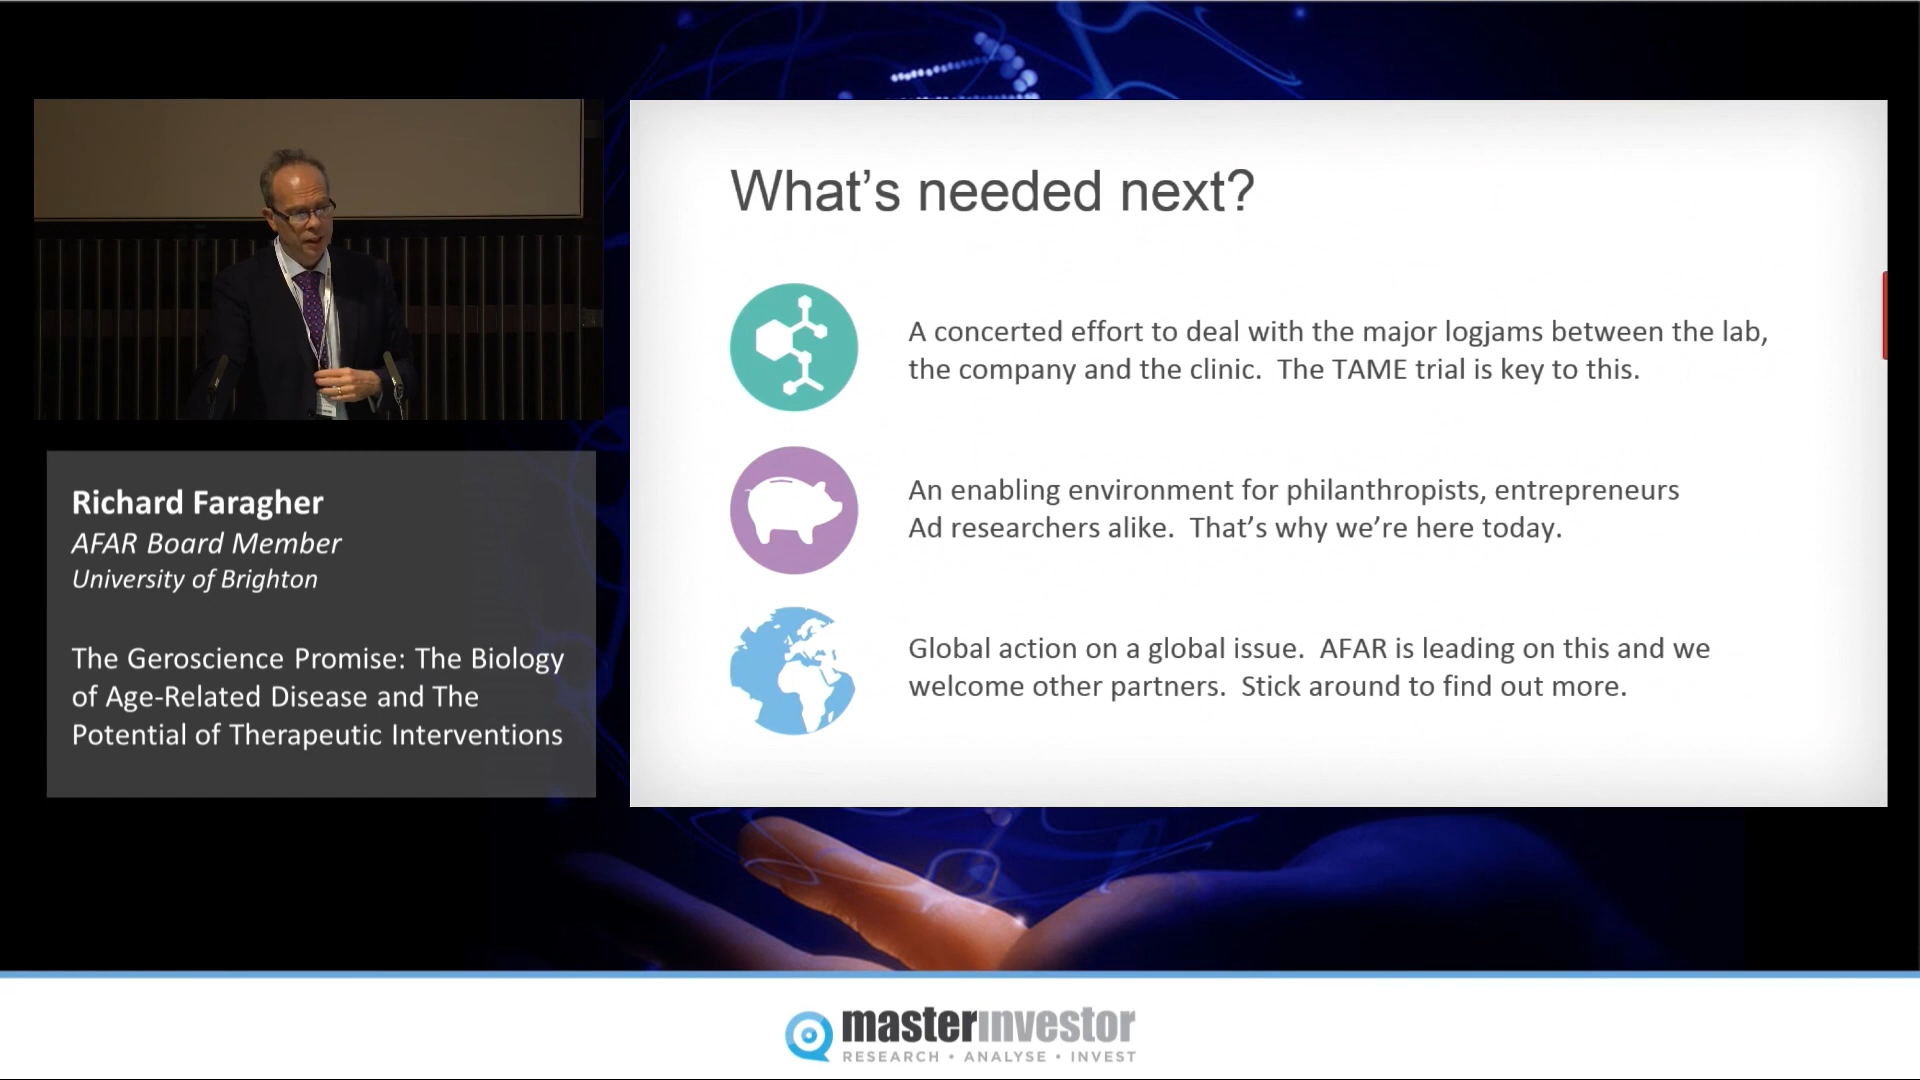 Richard Faragher
AFAR Board Member
University of Brighton
The Geroscience Promise: The Biology
of Age-Related Disease and The
Potential of Therapeutic Interventions
What's needed next?
A concerted effort to deal with the major logjams between the lab,
the company and the clinic.  The TAME trial is key to this.
An enabling environment for philanthropists, entrepreneurs
Ad researchers alike.  That's why we're here today.
Global action on a global issue.  AFAR is leading on this and we
welcome other partners.  Stick around to find out more.
masterinvestor
RESEARCH • ANALYSE • INVEST